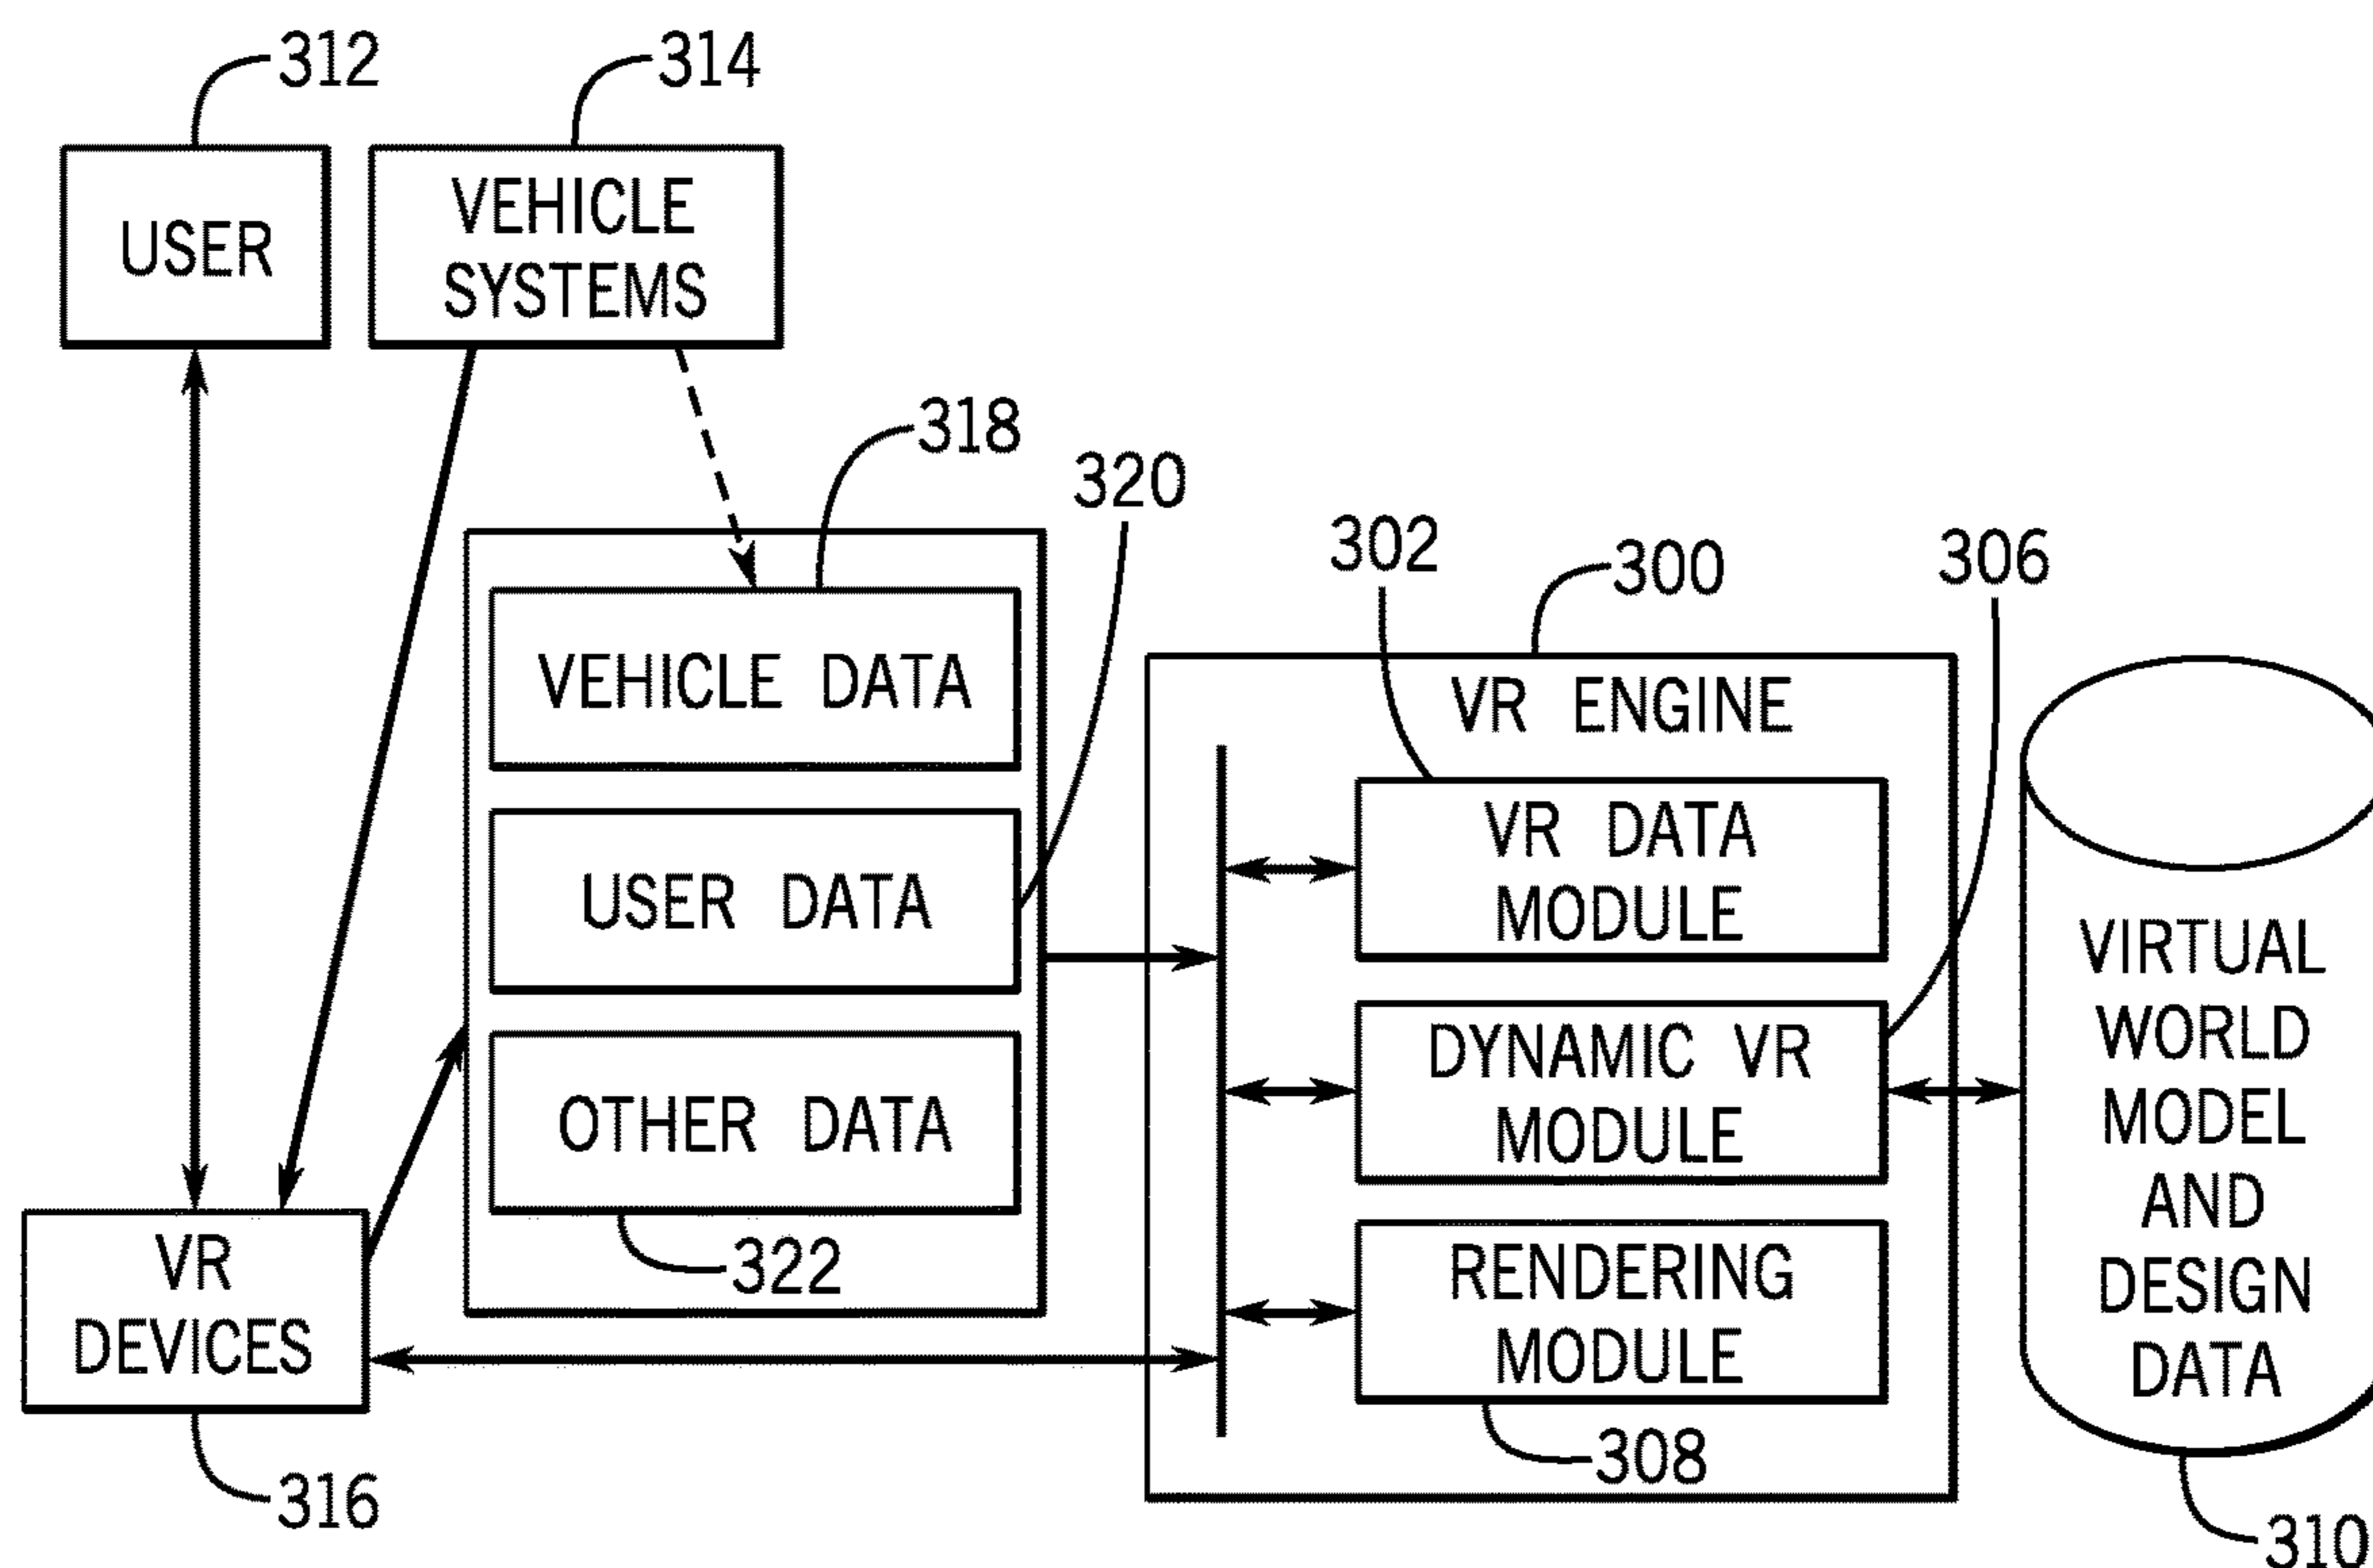 312
314
USER
VEHICLE
SYSTEMS
318
320
302
300
306
VEHICLE DATA
USER DATA
OTHER DATA
322
VR ENGINE
VR DATA
MODULE
DYNAMIC VR
MODULE
RENDERING
MODULE
308
VIRTUAL
WORLD
MODEL
AND
DESIGN
DATA
310
VR
DEVICES
316